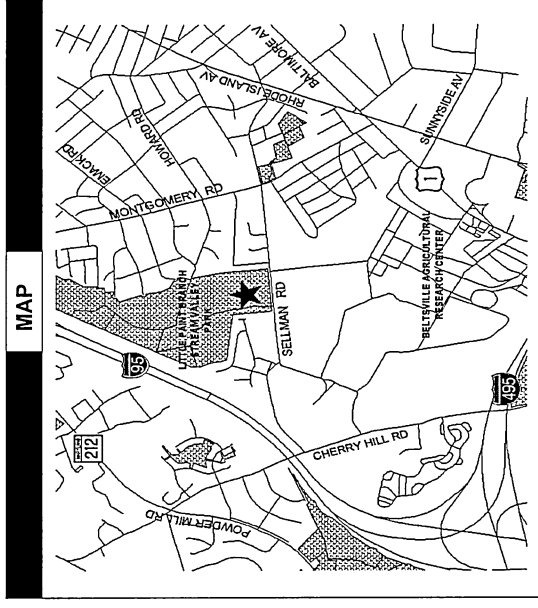 MAP
EMACK RD
HOWARD RD
MONTGOMERY RD
RHODE ISLAND AV
BALTIMORE AV
SUNNYSIDE AV
1
BELTSVILLE AGRICULTURAL
RESEARCH CENTER
LITTLE PAINT BRANCH
STREAM VALLEY
PARK
SELLMAN RD
95
212
POWDER MILL RD
CHERRY HILL RD
495